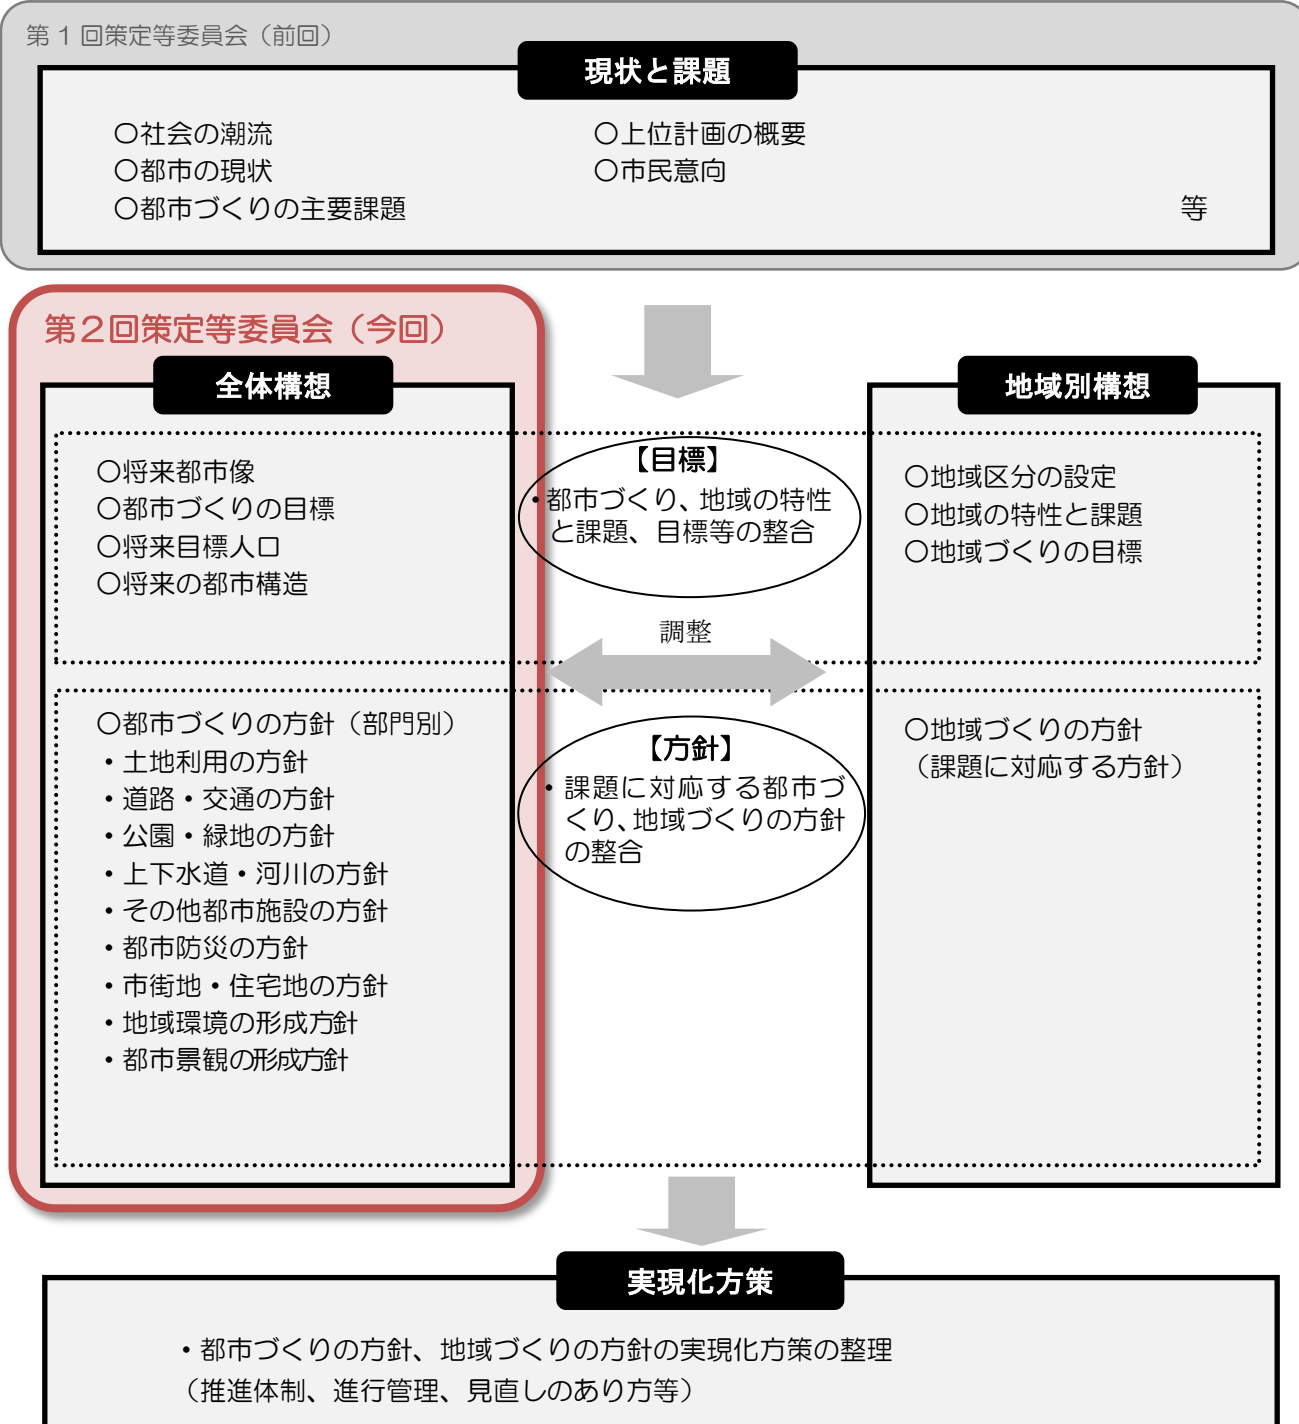 第１回策定等委員会（前回）
現状と課題
〇社会の潮流
〇上位計画の概要
〇都市の現状
〇市民意向
〇都市づくりの主要課題
等
第２回策定等委員会（今回）
全体構想
〇将来都市像
〇都市づくりの目標
〇将来目標人口
〇将来の都市構造
〇都市づくりの方針（部門別）
・土地利用の方針
・道路・交通の方針
・公園・緑地の方針
・上下水道・河川の方針
・その他都市施設の方針
・都市防災の方針
・市街地・住宅地の方針
・地域環境の形成方針
・都市景観の形成方針
【目標】
・都市づくり、地域の特性
と課題、目標等の整合
調整
【方針】
・課題に対応する都市づ
くり、地域づくりの方針
の整合
地域別構想
〇地域区分の設定
〇地域の特性と課題
〇地域づくりの目標
〇地域づくりの方針
（課題に対応する方針）
実現化方策
・都市づくりの方針、地域づくりの方針の実現化方策の整理
（推進体制、進行管理、見直しのあり方等）